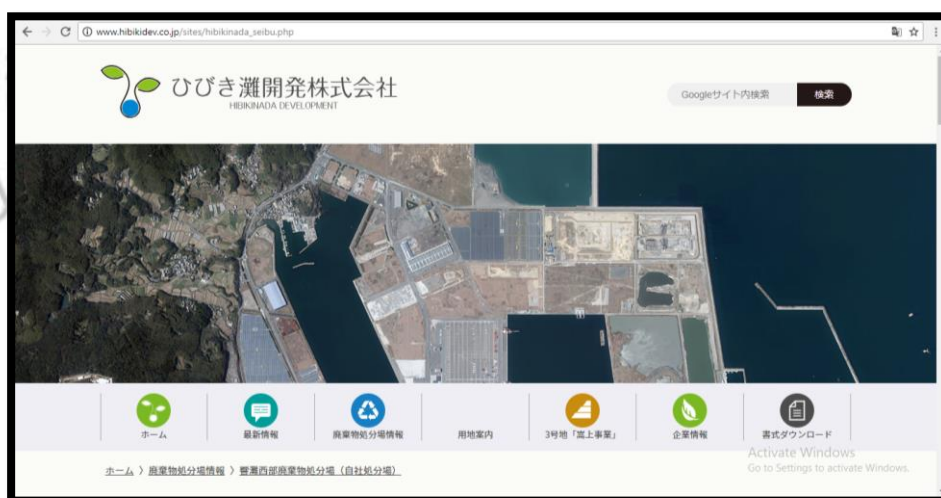 www.hibikidev.co.jp/sites/hibikinada_seibu.php
ひびき灘開発株式会社
HIBIKINADA DEVELOPMENT
Googleサイト内検索 検索
ホーム 最新情報 廃棄物処分場情報 用地案内 3号地「嵩上事業」 企業情報 書式ダウンロード
ホーム 〉 廃棄物処分場情報 〉 響灘西部廃棄物処分場（自社処分場）
Activate Windows
Go to Settings to activate Windows.